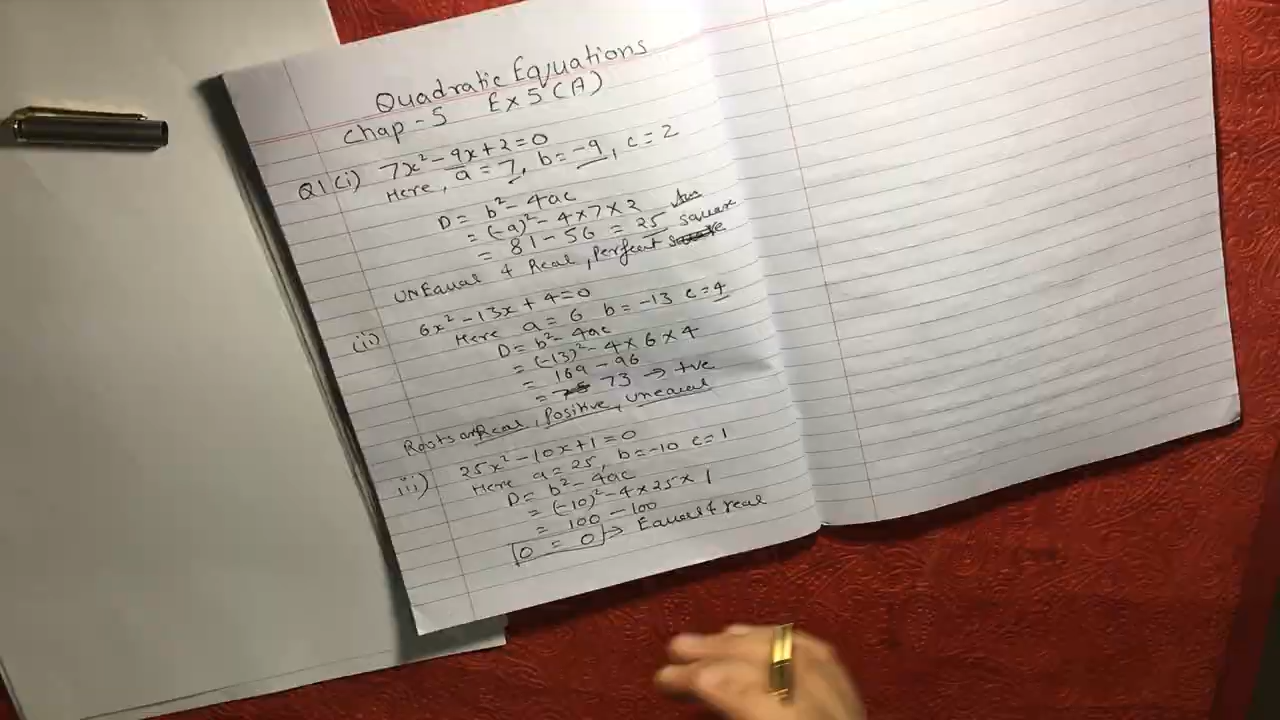 Quadratic Equations
Chap-5 Ex 5(A)
Q1(i) 7x² - 9x + 2 = 0
Here, a = 7, b = -9, c = 2
D = b² - 4ac
= (-9)² - 4 × 7 × 2
= 81 - 56 = 25 Ans
UNEqual & Real, Perfect square
(ii) 6x² - 13x + 4 = 0
Here a = 6 b = -13 c = 4
D = b² - 4ac
= (-13)² - 4 × 6 × 4
= 169 - 96
= 73 → +ve
Roots are Real, Positive, unequal
iii) 25x² - 10x + 1 = 0
Here a = 25, b = -10 c = 1
D = b² - 4ac
= (-10)² - 4 × 25 × 1
= 100 - 100
0 = 0 → Equal & real